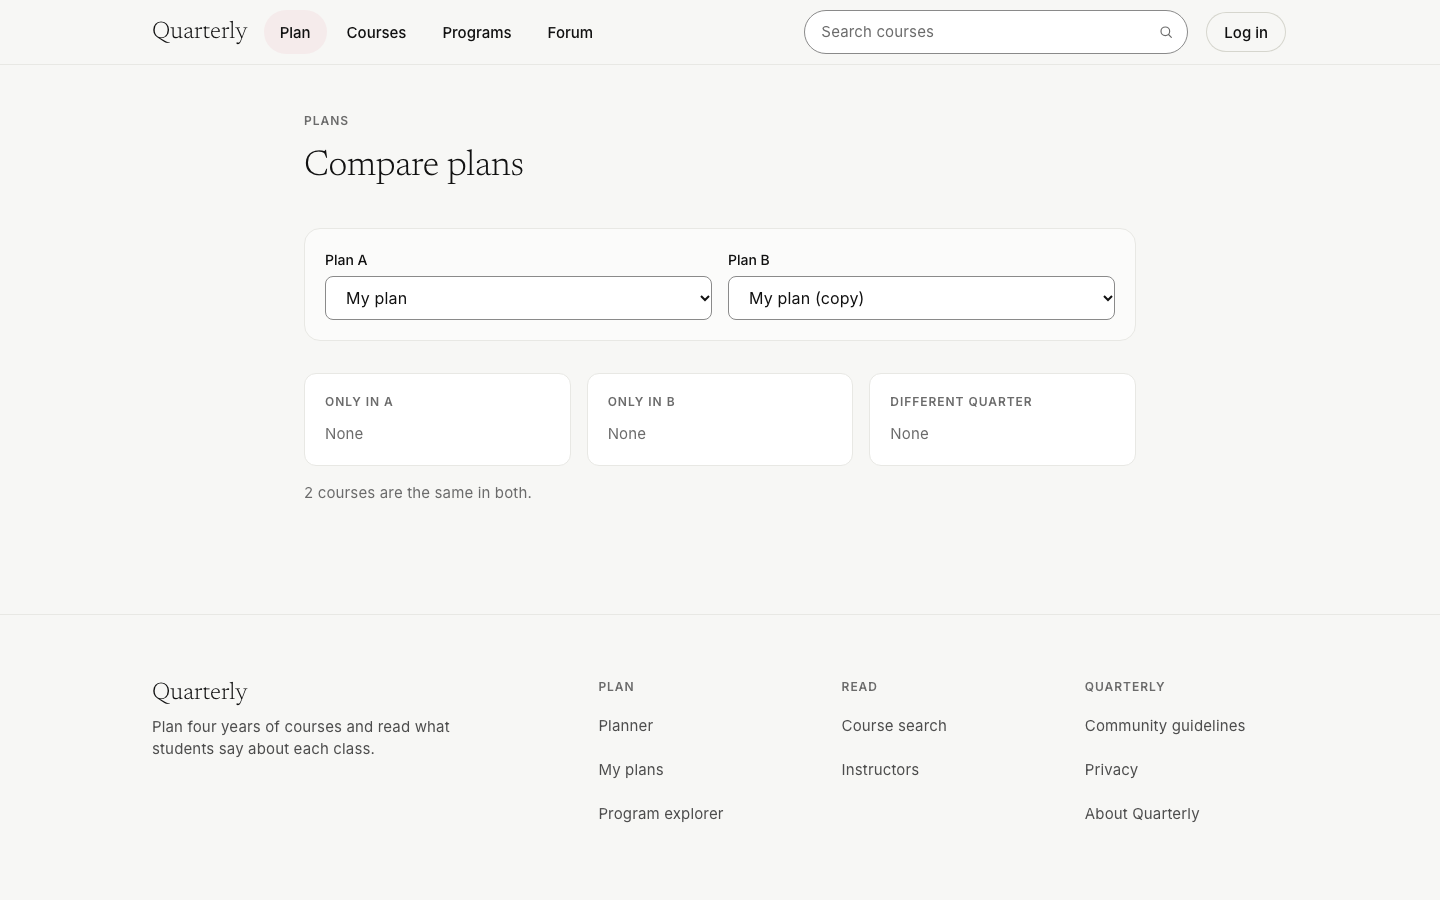 Quarterly
Plan
Courses
Programs
Forum
Search courses
Log in
PLANS
Compare plans
Plan A
Plan B
My plan
My plan (copy)
ONLY IN A
None
ONLY IN B
None
DIFFERENT QUARTER
None
2 courses are the same in both.
Quarterly
Plan four years of courses and read what
students say about each class.
PLAN
Planner
My plans
Program explorer
READ
Course search
Instructors
QUARTERLY
Community guidelines
Privacy
About Quarterly